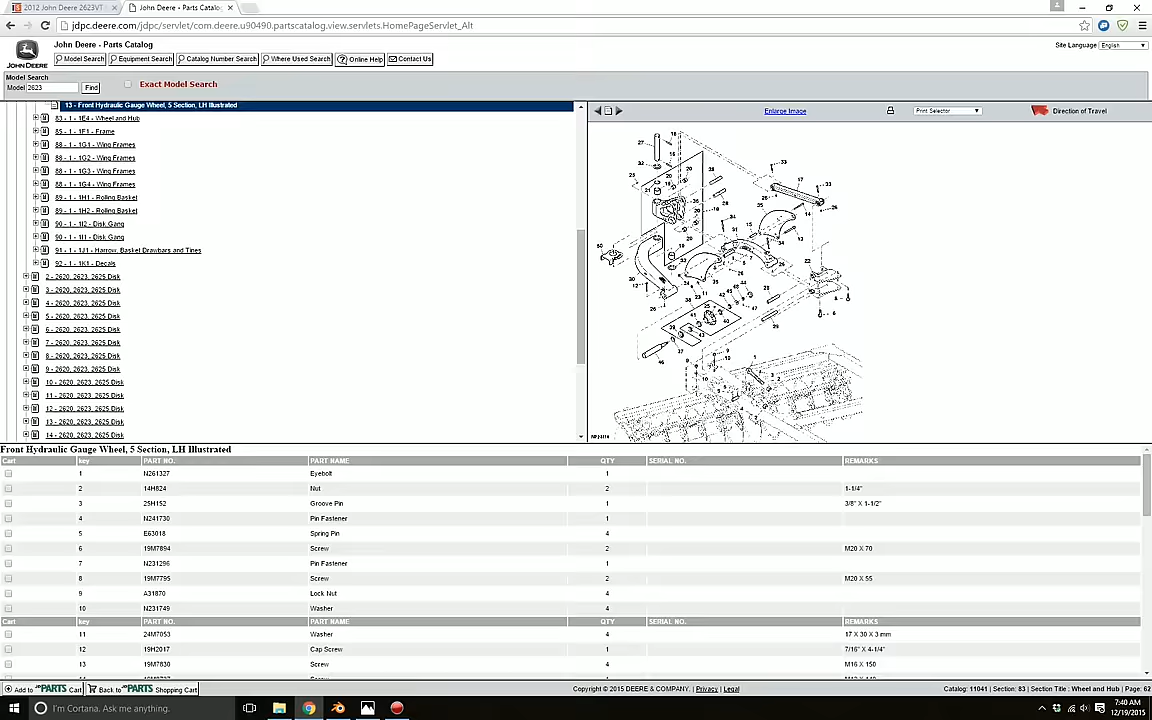 2012 John Deere 2623VT
John Deere - Parts Catalo
jdpc.deere.com/jdpc/servlet/com.deere.u90490.partscatalog.view.servlets.HomePageServlet_Alt
John Deere - Parts Catalog
Site Language English
JOHN DEERE
Model Search Equipment Search Catalog Number Search Where Used Search Online Help Contact Us
Model Search
Model 2623 Find Exact Model Search
13 - Front Hydraulic Gauge Wheel, 5 Section, LH Illustrated
83 - 1 - 1E4 - Wheel and Hub
85 - 1 - 1F1 - Frame
88 - 1 - 1G1 - Wing Frames
88 - 1 - 1G2 - Wing Frames
88 - 1 - 1G3 - Wing Frames
88 - 1 - 1G4 - Wing Frames
89 - 1 - 1H1 - Rolling Basket
89 - 1 - 1H2 - Rolling Basket
90 - 1 - 1I2 - Disk Gang
90 - 1 - 1I1 - Disk Gang
91 - 1 - 1J1 - Harrow, Basket Drawbars and Tines
92 - 1 - 1K1 - Decals
2 - 2620, 2623, 2625 Disk
3 - 2620, 2623, 2625 Disk
4 - 2620, 2623, 2625 Disk
5 - 2620, 2623, 2625 Disk
6 - 2620, 2623, 2625 Disk
7 - 2620, 2623, 2625 Disk
8 - 2620, 2623, 2625 Disk
9 - 2620, 2623, 2625 Disk
10 - 2620, 2623, 2625 Disk
11 - 2620, 2623, 2625 Disk
12 - 2620, 2623, 2625 Disk
13 - 2620, 2623, 2625 Disk
14 - 2620, 2623, 2625 Disk
Enlarge Image Print Selector Direction of Travel
Front Hydraulic Gauge Wheel, 5 Section, LH Illustrated
Cart key PART NO. PART NAME QTY SERIAL NO. REMARKS
1 N261327 Eyebolt 1
2 14H824 Nut 2 1-1/4"
3 25H152 Groove Pin 1 3/8" X 1-1/2"
4 N241730 Pin Fastener 1
5 E63018 Spring Pin 4
6 19M7894 Screw 2 M20 X 70
7 N231296 Pin Fastener 1
8 19M7795 Screw 2 M20 X 55
9 A31870 Lock Nut 4
10 N231749 Washer 4
Cart key PART NO. PART NAME QTY SERIAL NO. REMARKS
11 24M7053 Washer 4 17 X 30 X 3 mm
12 19H2017 Cap Screw 1 7/16" X 4-1/4"
13 19M7830 Screw 4 M16 X 150
Add to PARTS Cart Back to PARTS Shopping Cart Copyright © 2015 DEERE & COMPANY. | Privacy | Legal Catalog: 11041 | Section: 83 | Section Title : Wheel and Hub | Page: 62
I'm Cortana. Ask me anything.
7:40 AM
12/19/2015